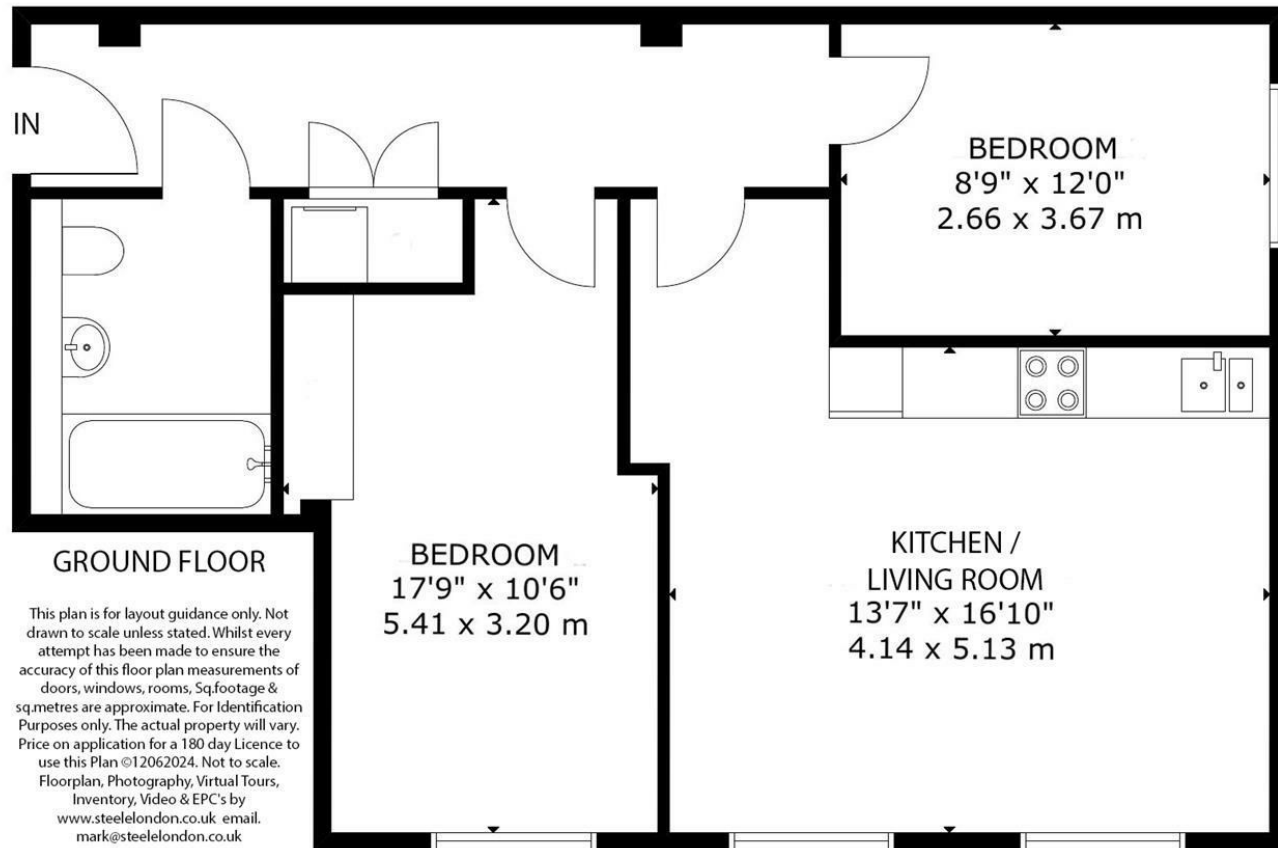 IN
BEDROOM
8'9" x 12'0"
2.66 x 3.67 m
BEDROOM
17'9" x 10'6"
5.41 x 3.20 m
KITCHEN /
LIVING ROOM
13'7" x 16'10"
4.14 x 5.13 m
GROUND FLOOR
This plan is for layout guidance only. Not
drawn to scale unless stated. Whilst every
attempt has been made to ensure the
accuracy of this floor plan measurements of
doors, windows, rooms, Sq.footage &
sq.metres are approximate. For Identification
Purposes only. The actual property will vary.
Price on application for a 180 day Licence to
use this Plan ©12062024. Not to scale.
Floorplan, Photography, Virtual Tours,
Inventory, Video & EPC's by
www.steelelondon.co.uk email.
mark@steelelondon.co.uk